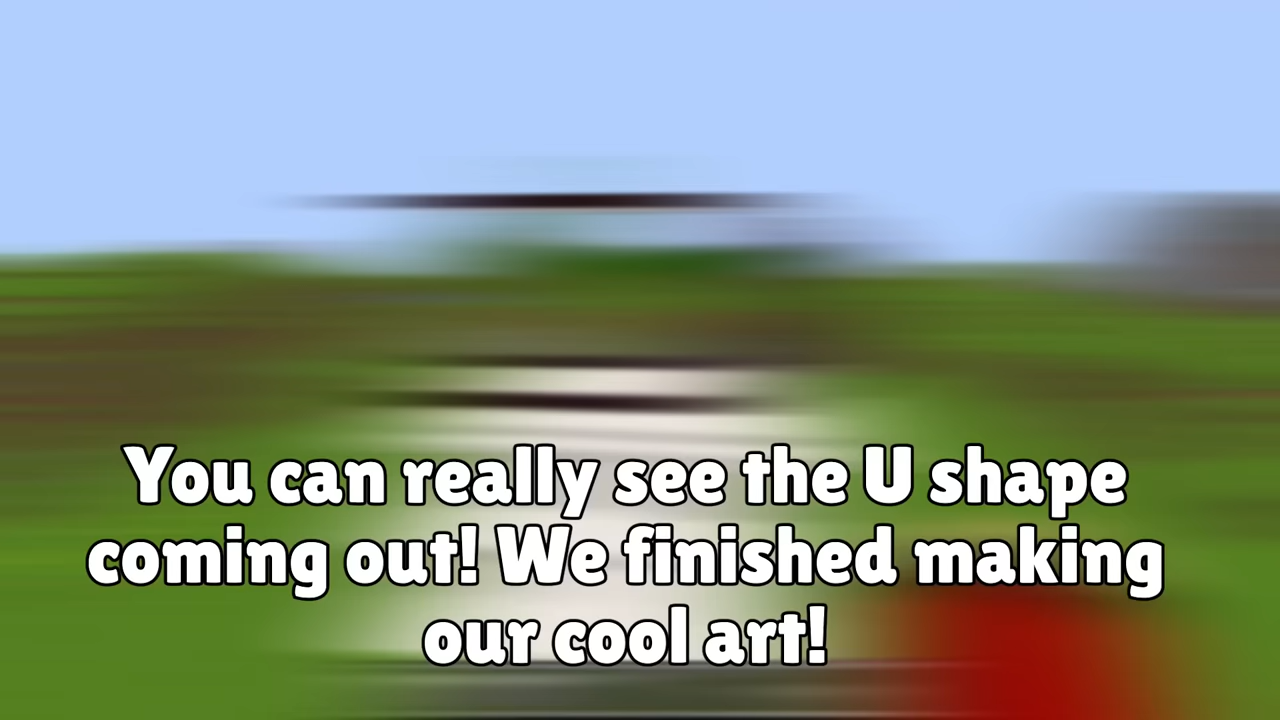 You can really see the U shape
coming out! We finished making
our cool art!